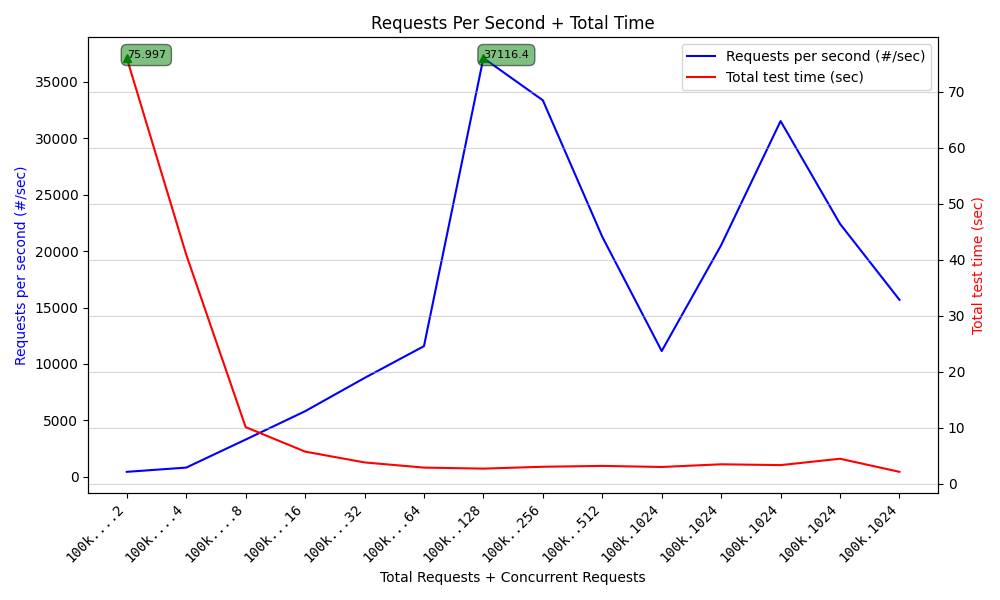 Requests Per Second + Total Time
75.997
37116.4
Requests per second (#/sec)
Total test time (sec)
35000
30000
25000
20000
15000
10000
5000
0
Requests per second (#/sec)
70
60
50
40
30
20
10
0
Total test time (sec)
100k....2
100k....4
100k....8
100k...16
100k...32
100k...64
100k..128
100k..256
100k..512
100k.1024
100k.1024
100k.1024
100k.1024
100k.1024
Total Requests + Concurrent Requests